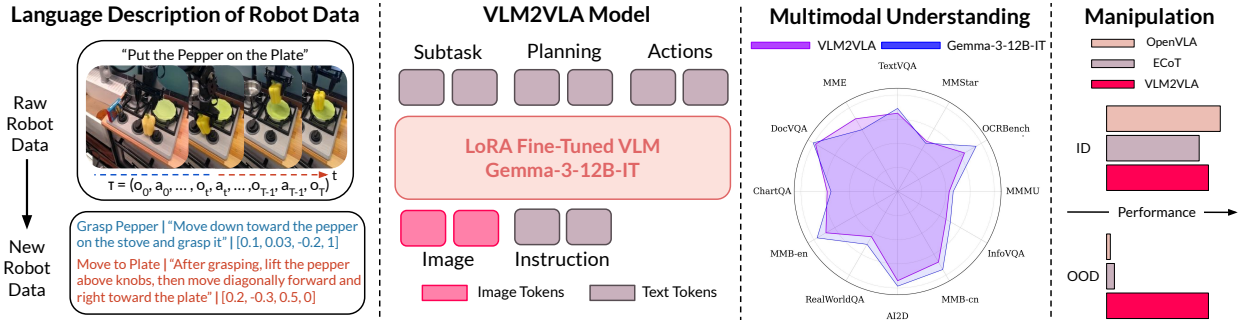 Language Description of Robot Data
"Put the Pepper on the Plate"
Raw
Robot
Data
t
τ = (o0, a0, ... , ot, at, ... ,oT-1, aT-1, oT)
New
Robot
Data
Grasp Pepper | "Move down toward the pepper
on the stove and grasp it" | [0.1, 0.03, -0.2, 1]
Move to Plate | "After grasping, lift the pepper
above knobs, then move diagonally forward and
right toward the plate" | [0.2, -0.3, 0.5, 0]
VLM2VLA Model
Subtask Planning Actions
LoRA Fine-Tuned VLM
Gemma-3-12B-IT
Image Instruction
Image Tokens Text Tokens
Multimodal Understanding
VLM2VLA Gemma-3-12B-IT
TextVQA
MME MMStar
DocVQA OCRBench
ChartQA MMMU
MMB-en InfoVQA
RealWorldQA MMB-cn
AI2D
Manipulation
OpenVLA
ECoT
VLM2VLA
ID
Performance
OOD